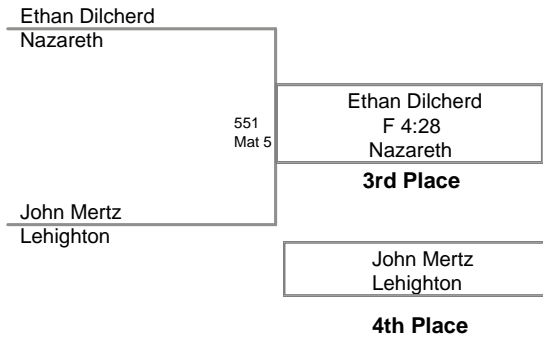 Ethan Dilcherd
Nazareth
551
Mat 5
Ethan Dilcherd
F 4:28
Nazareth
3rd Place
John Mertz
Lehighton
John Mertz
Lehighton
4th Place